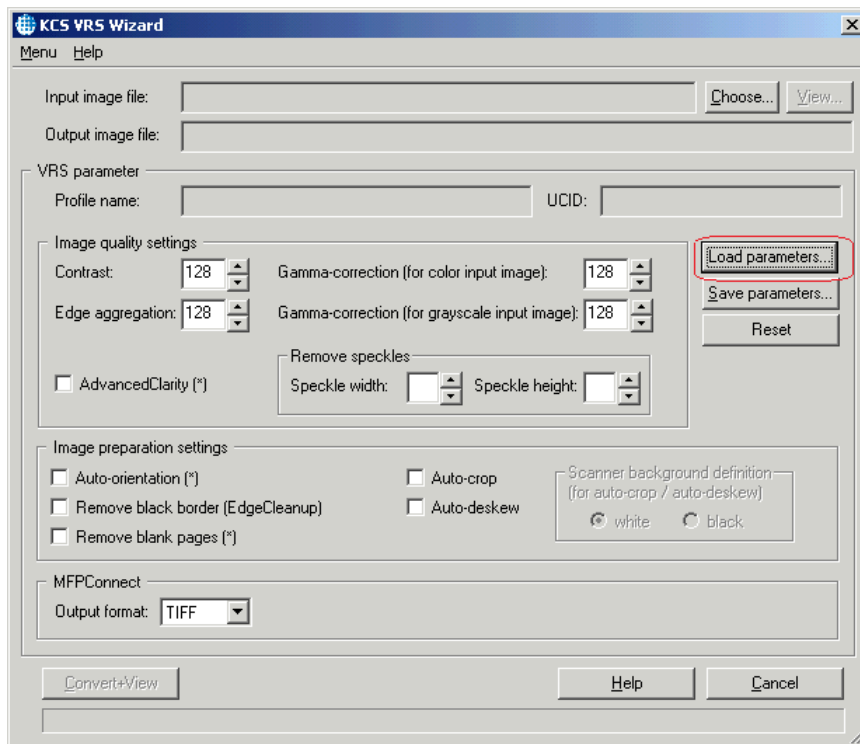 KCS VRS Wizard
Menu Help
Input image file: Choose... View...
Output image file:
VRS parameter
Profile name: UCID:
Image quality settings
Contrast: 128 Gamma-correction (for color input image): 128 Load parameters...
Edge aggregation: 128 Gamma-correction (for grayscale input image): 128 Save parameters...
Reset
Remove speckles
AdvancedClarity (*) Speckle width: Speckle height:
Image preparation settings
Auto-orientation (*) Auto-crop Scanner background definition
(for auto-crop / auto-deskew)
Remove black border (EdgeCleanup) Auto-deskew white black
Remove blank pages (*)
MFPConnect
Output format: TIFF
Convert+View Help Cancel